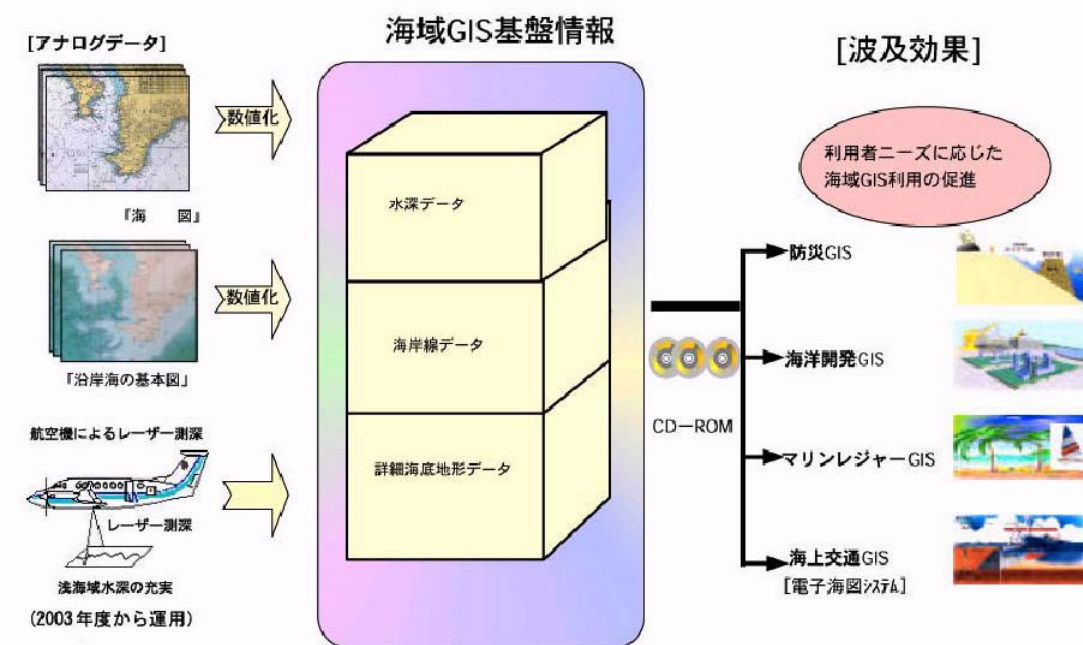 海域GIS基盤情報
[アナログデータ]
数値化
『海　図』
数値化
「沿岸海の基本図」
航空機によるレーザー測深
レーザー測深
浅海域水深の充実
(2003年度から運用)
水深データ
海岸線データ
詳細海底地形データ
CD－ROM
[波及効果]
利用者ニーズに応じた
海域GIS利用の促進
防災GIS
海洋開発GIS
マリンレジャーGIS
海上交通GIS
[電子海図システム]